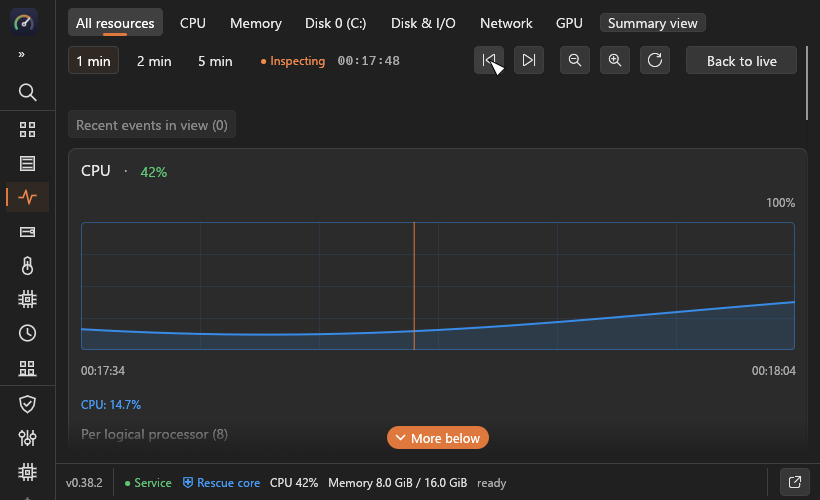 All resources CPU Memory Disk 0 (C:) Disk & I/O Network GPU Summary view
»
1 min 2 min 5 min Inspecting 00:17:48 Back to live
Recent events in view (0)
CPU · 42%
100%
00:17:34 00:18:04
CPU: 14.7%
Per logical processor (8)
More below
v0.38.2 Service Rescue core CPU 42% Memory 8.0 GiB / 16.0 GiB ready